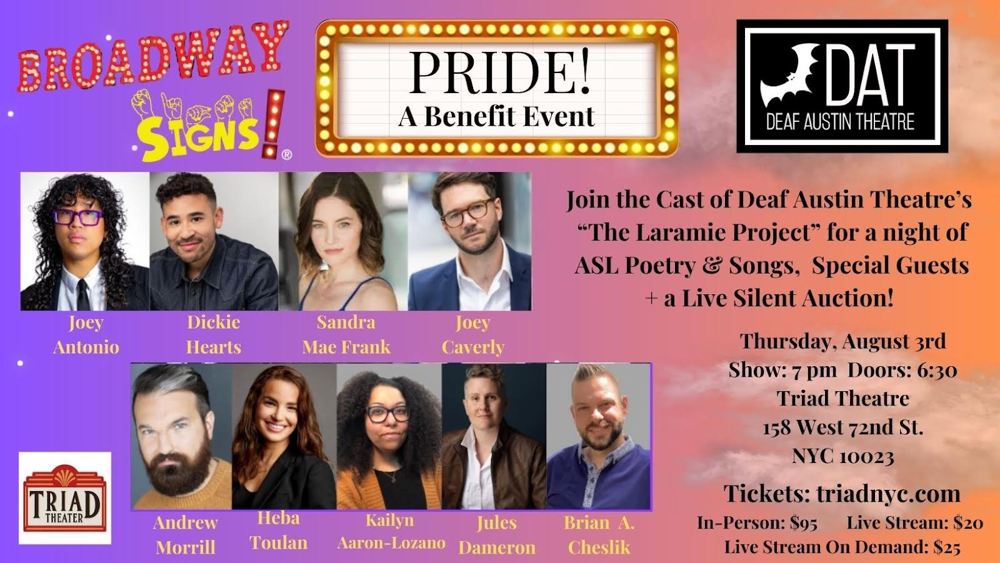 BROADWAY
SIGNS!®
PRIDE!
A Benefit Event
DAT
DEAF AUSTIN THEATRE
Join the Cast of Deaf Austin Theatre’s
“The Laramie Project” for a night of
ASL Poetry & Songs, Special Guests
+ a Live Silent Auction!
Joey
Antonio
Dickie
Hearts
Sandra
Mae Frank
Joey
Caverly
Andrew
Morrill
Heba
Toulan
Kailyn
Aaron-Lozano
Jules
Dameron
Brian A.
Cheslik
TRIAD
THEATER
Thursday, August 3rd
Show: 7 pm Doors: 6:30
Triad Theatre
158 West 72nd St.
NYC 10023
Tickets: triadnyc.com
In-Person: $95 Live Stream: $20
Live Stream On Demand: $25